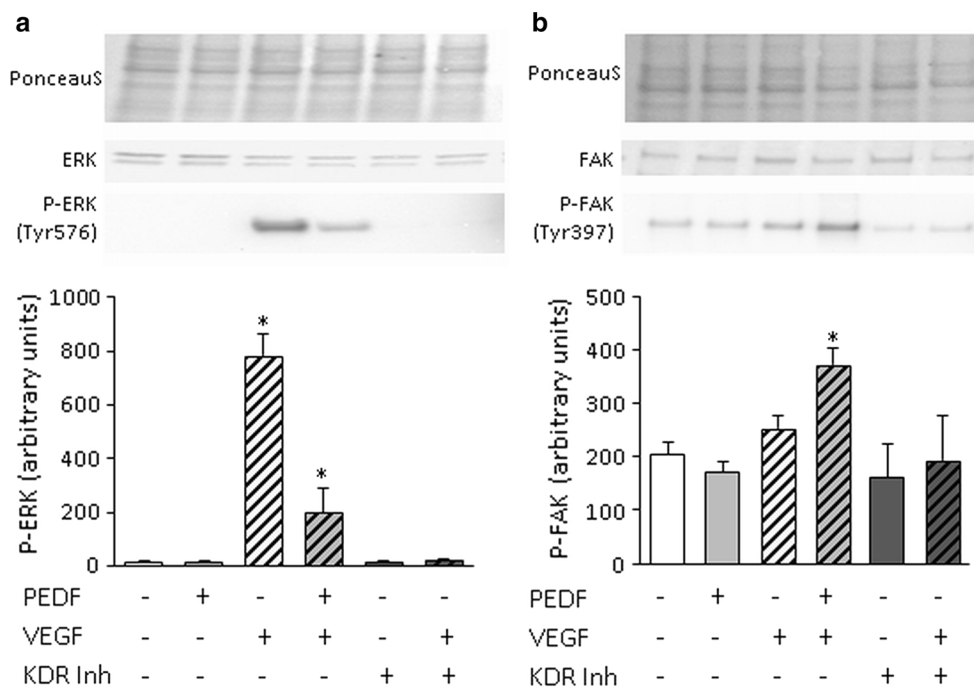 a
PonceauS
ERK
P-ERK
(Tyr576)
P-ERK (arbitrary units)
1000
800
600
400
200
0
*
*
PEDF - + - + - -
VEGF - - + + - +
KDR Inh - - - - + +
b
PonceauS
FAK
P-FAK
(Tyr397)
P-FAK (arbitrary units)
500
400
300
200
100
0
*
PEDF - + - + - -
VEGF - - + + - +
KDR Inh - - - - + +